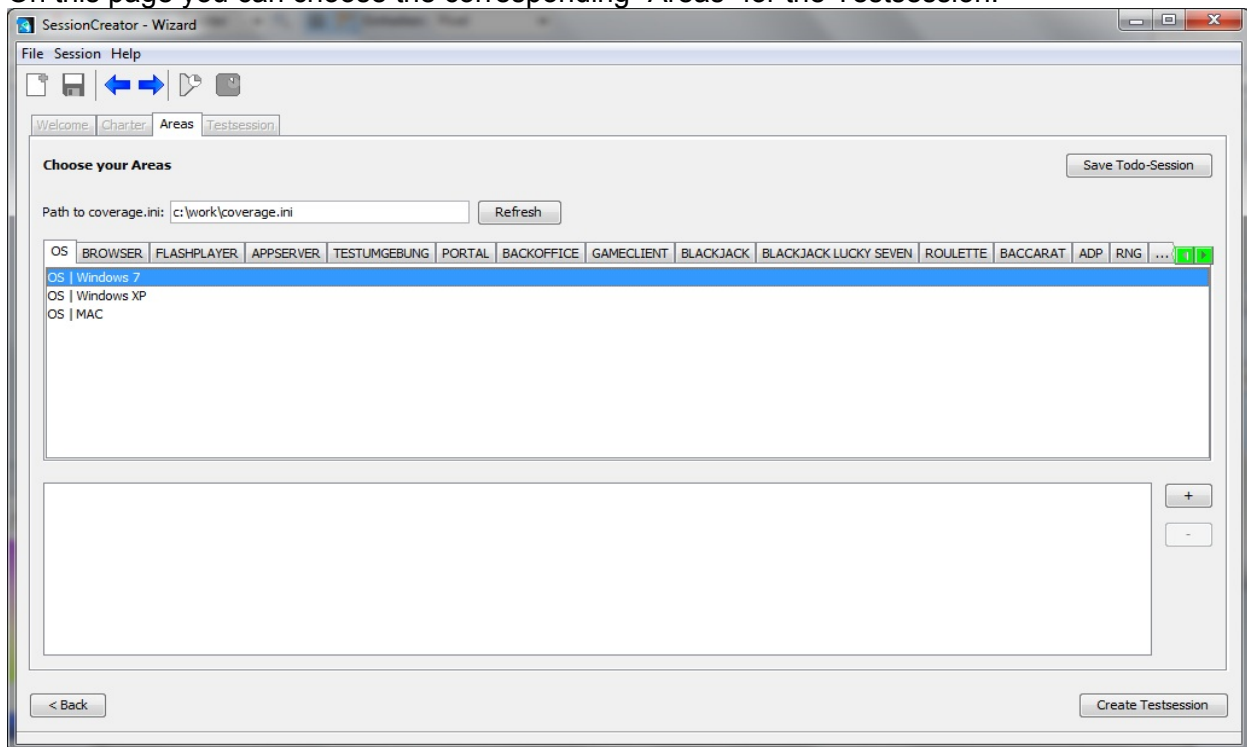 On this page you can choose the corresponding "Areas" for the Testsession.
SessionCreator - Wizard
File Session Help
Welcome Charter Areas Testsession
Choose your Areas
Save Todo-Session
Path to coverage.ini: c:\work\coverage.ini Refresh
OS BROWSER FLASHPLAYER APPSERVER TESTUMGEBUNG PORTAL BACKOFFICE GAMECLIENT BLACKJACK BLACKJACK LUCKY SEVEN ROULETTE BACCARAT ADP RNG ...
OS | Windows 7
OS | Windows XP
OS | MAC
+
-
< Back Create Testsession